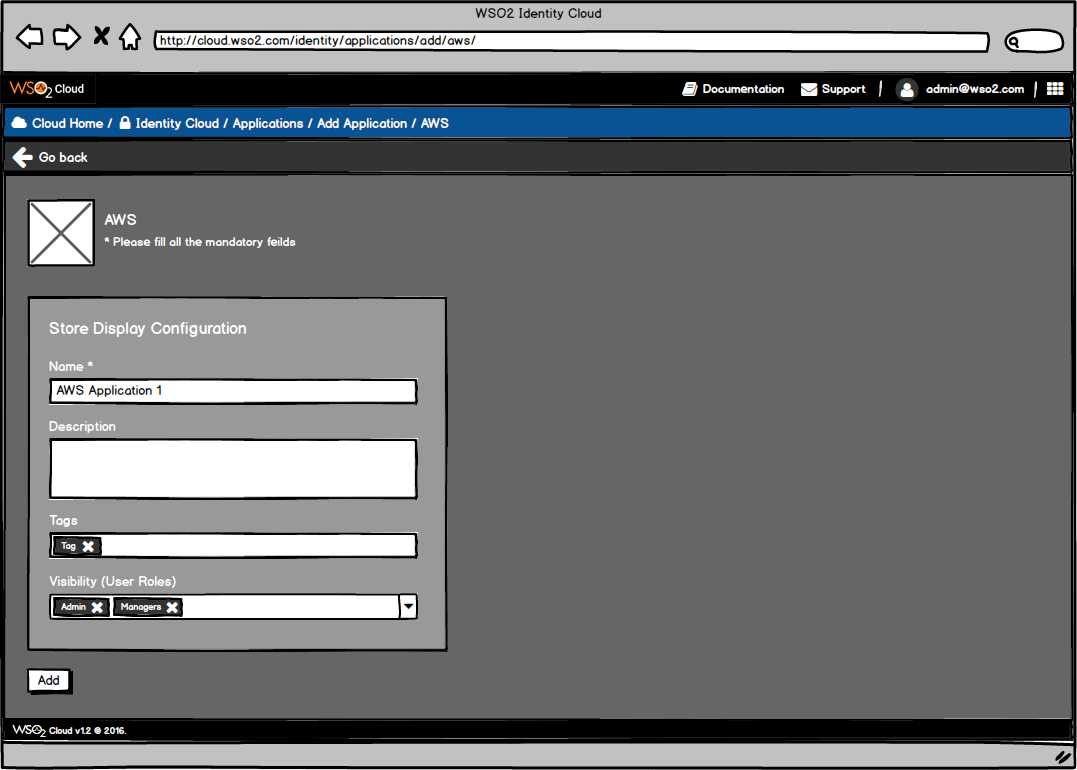 WSO2 Identity Cloud
http://cloud.wso2.com/identity/applications/add/aws/
WSO2 Cloud Documentation Support | admin@wso2.com |
Cloud Home / Identity Cloud / Applications / Add Application / AWS
Go back
AWS
* Please fill all the mandatory feilds
Store Display Configuration
Name *
AWS Application 1
Description
Tags
Tag
Visibility (User Roles)
Admin Managers
Add
WSO2 Cloud v1.2 © 2016.